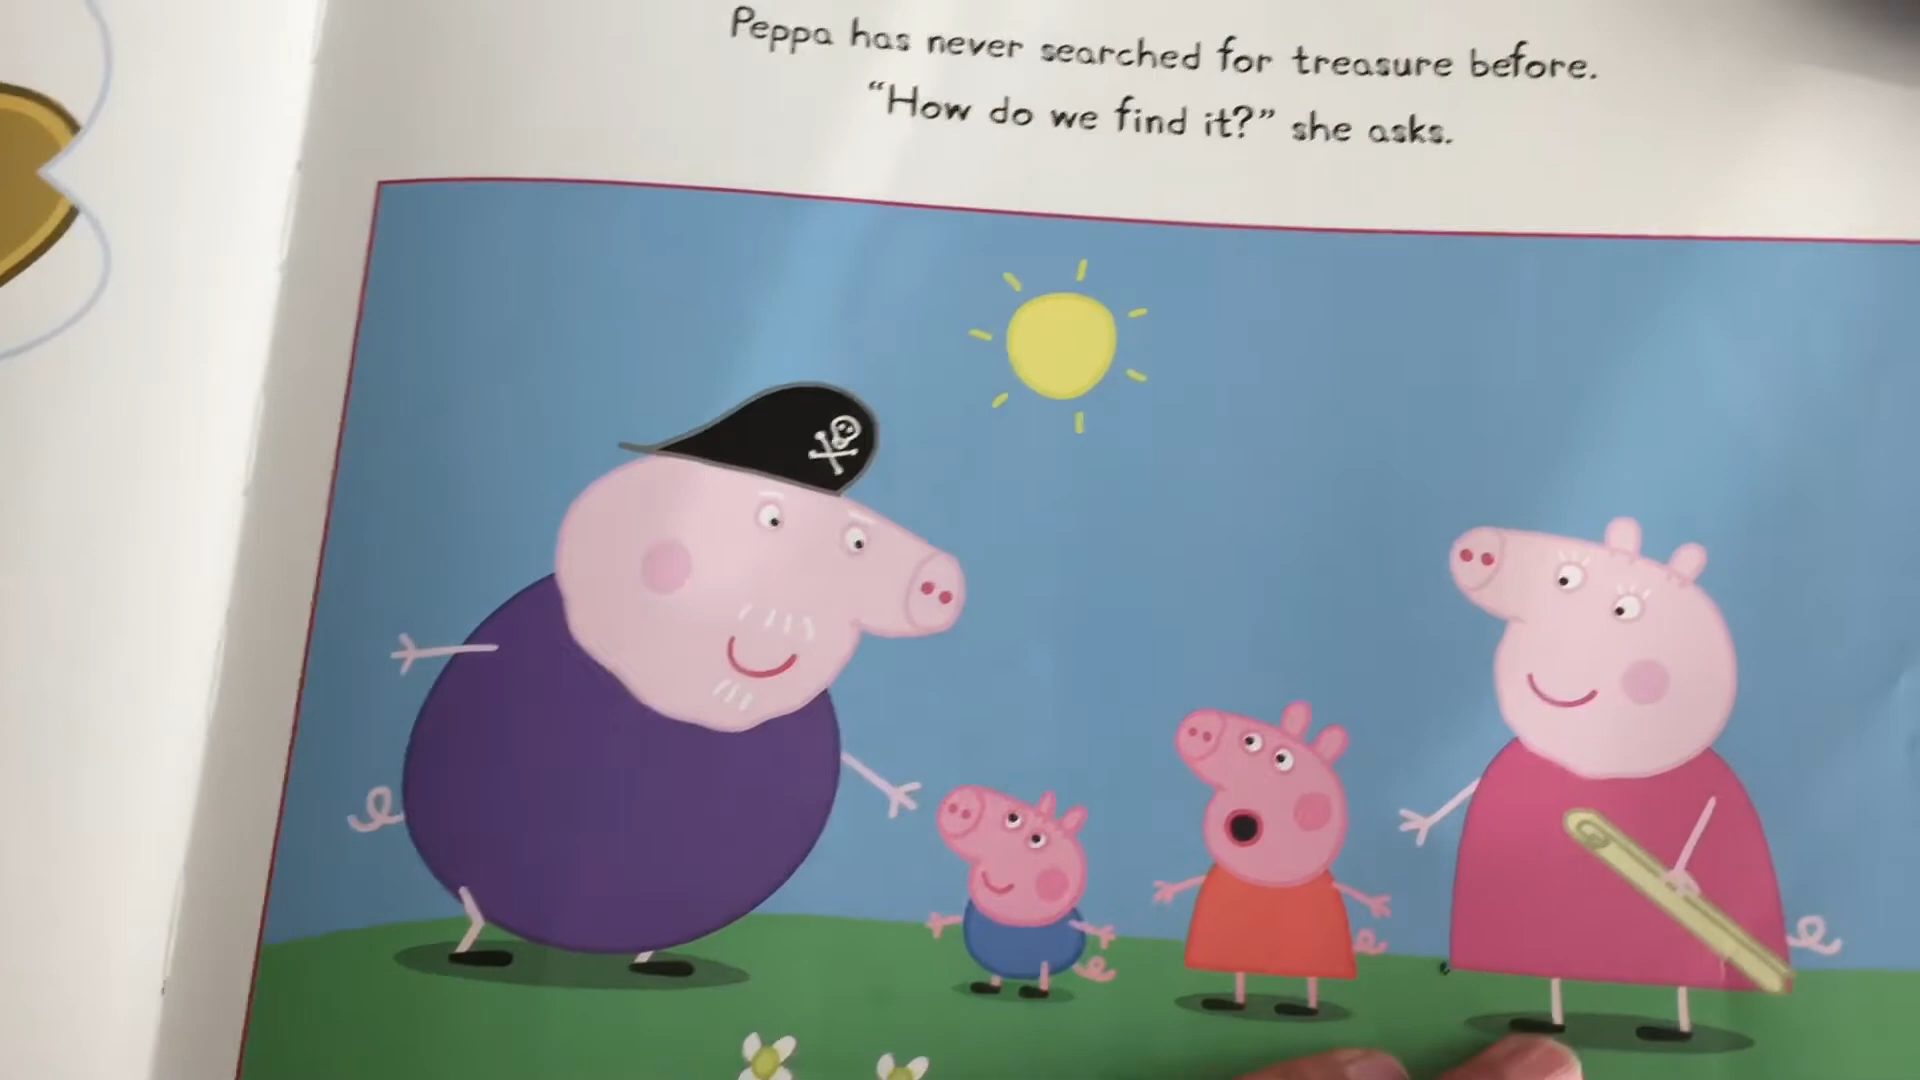 Peppa has never searched for treasure before.
“How do we find it?” she asks.